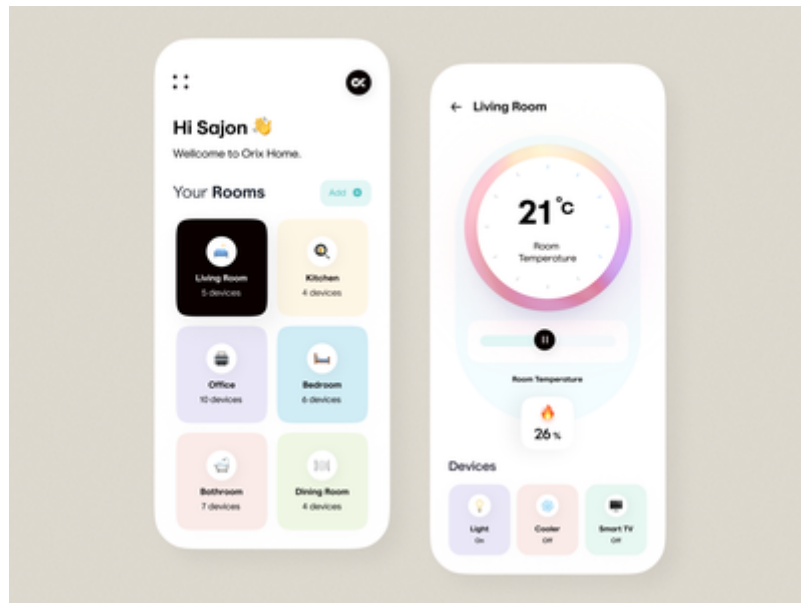 Hi Sajon 👋
Wellcome to Orix Home.
Your Rooms
Add
Living Room
5 devices
Kitchen
4 devices
Office
10 devices
Bedroom
6 devices
Bathroom
7 devices
Dining Room
4 devices
← Living Room
21°C
Room
Temperature
Room Temperature
26 %
Devices
Light
On
Cooler
Off
Smart TV
Off